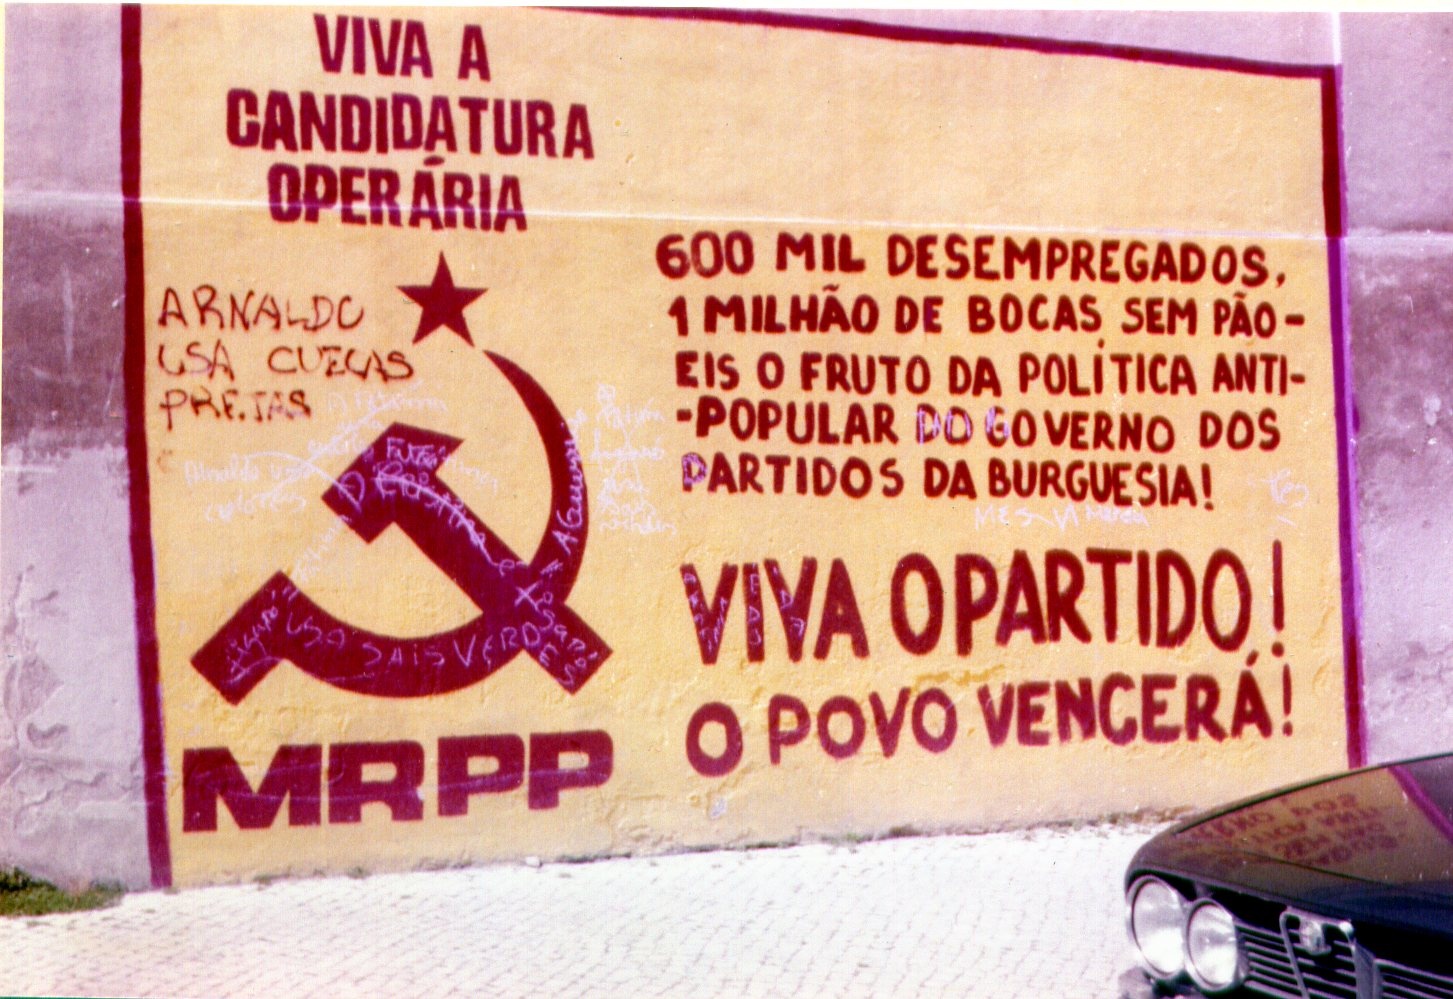 VIVA A
CANDIDATURA
OPERÁRIA
ARNALDO
USA CUECAS
PRETAS
MRPP
600 MIL DESEMPREGADOS,
1 MILHÃO DE BOCAS SEM PÃO-
EIS O FRUTO DA POLÍTICA ANTI-
-POPULAR DO GOVERNO DOS
PARTIDOS DA BURGUESIA!
VIVA O PARTIDO!
O POVO VENCERÁ!
USA SAIS VERDES